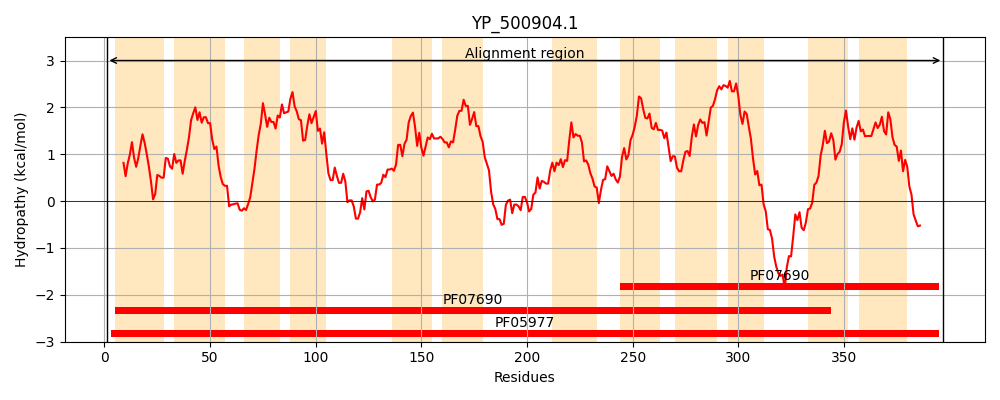 YP_500904.1
Alignment region
3
2
1
0
−1
−2
−3
Hydropathy (kcal/mol)
PF07690
PF07690
PF05977
0 50 100 150 200 250 300 350
Residues